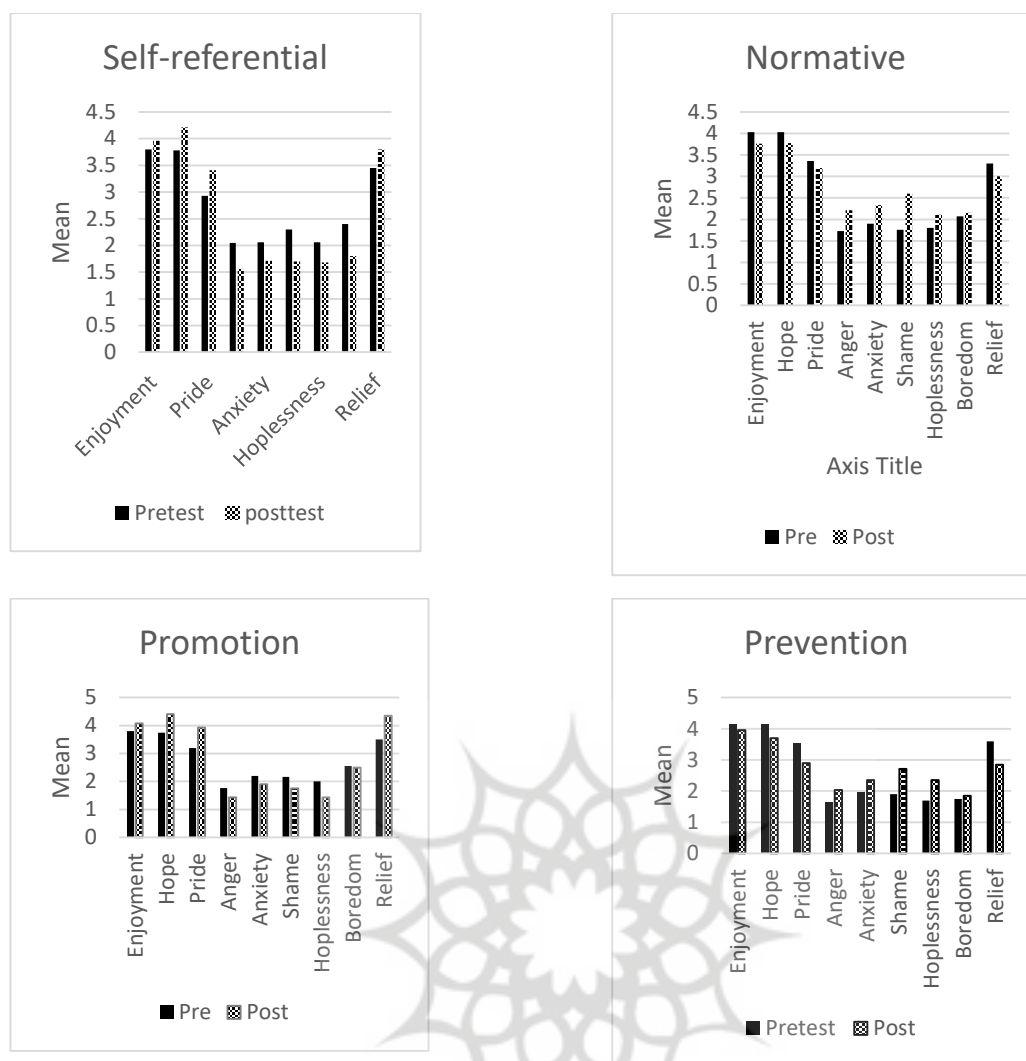 Self-referential
4.5
4
3.5
3
2.5
2
1.5
1
0.5
0
Mean
Enjoyment
Pride
Anxiety
Hoplessness
Relief
Pretest posttest
Normative
4.5
4
3.5
3
2.5
2
1.5
1
0.5
0
Mean
Enjoyment
Hope
Pride
Anger
Anxiety
Shame
Hoplessness
Boredom
Relief
Axis Title
Pre Post
Promotion
5
4
3
2
1
0
Mean
Enjoyment
Hope
Pride
Anger
Anxiety
Shame
Hoplessness
Boredom
Relief
Pre Post
Prevention
5
4
3
2
1
0
Mean
Enjoyment
Hope
Pride
Anger
Anxiety
Shame
Hoplessness
Boredom
Relief
Pretest Post